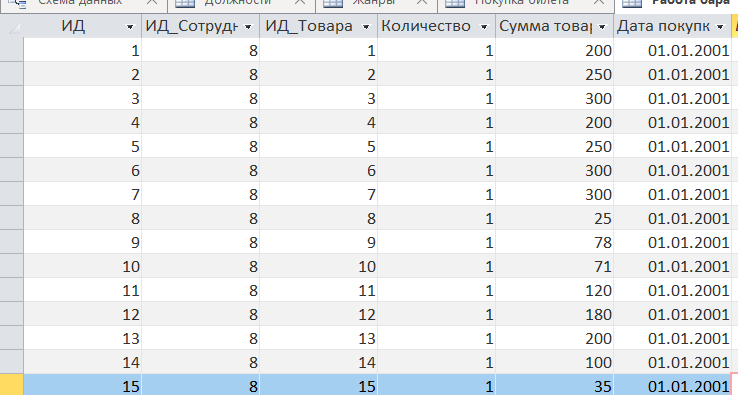 Схема данных Должности Жанры Покупка билета Работа бара
ИД ИД_Сотрудн ИД_Товара Количество Сумма товар Дата покупк
1 8 1 1 200 01.01.2001
2 8 2 1 250 01.01.2001
3 8 3 1 300 01.01.2001
4 8 4 1 200 01.01.2001
5 8 5 1 250 01.01.2001
6 8 6 1 300 01.01.2001
7 8 7 1 300 01.01.2001
8 8 8 1 25 01.01.2001
9 8 9 1 78 01.01.2001
10 8 10 1 71 01.01.2001
11 8 11 1 120 01.01.2001
12 8 12 1 180 01.01.2001
13 8 13 1 200 01.01.2001
14 8 14 1 100 01.01.2001
15 8 15 1 35 01.01.2001